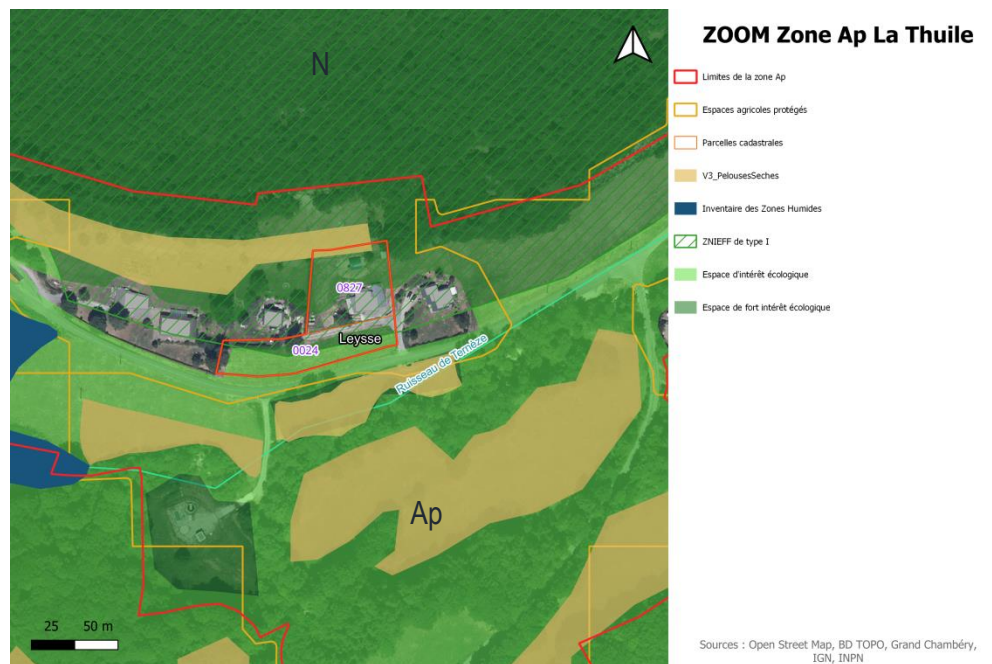 ZOOM Zone Ap La Thuile
N
Limites de la zone Ap
Espaces agricoles protégés
Parcelles cadastrales
V3_PelousesSeches
Inventaire des Zones Humides
ZNIEFF de type I
Espace d'intérêt écologique
Espace de fort intérêt écologique
0827
Leysse
0024
Ruisseau de Ternèze
Ap
25 50 m
Sources : Open Street Map, BD TOPO, Grand Chambéry,
IGN, INPN